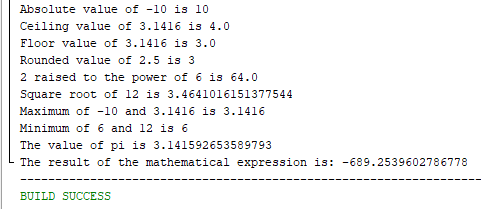 Absolute value of -10 is 10
Ceiling value of 3.1416 is 4.0
Floor value of 3.1416 is 3.0
Rounded value of 2.5 is 3
2 raised to the power of 6 is 64.0
Square root of 12 is 3.4641016151377544
Maximum of -10 and 3.1416 is 3.1416
Minimum of 6 and 12 is 6
The value of pi is 3.141592653589793
The result of the mathematical expression is: -689.2539602786778
------------------------------------------------------------------
BUILD SUCCESS